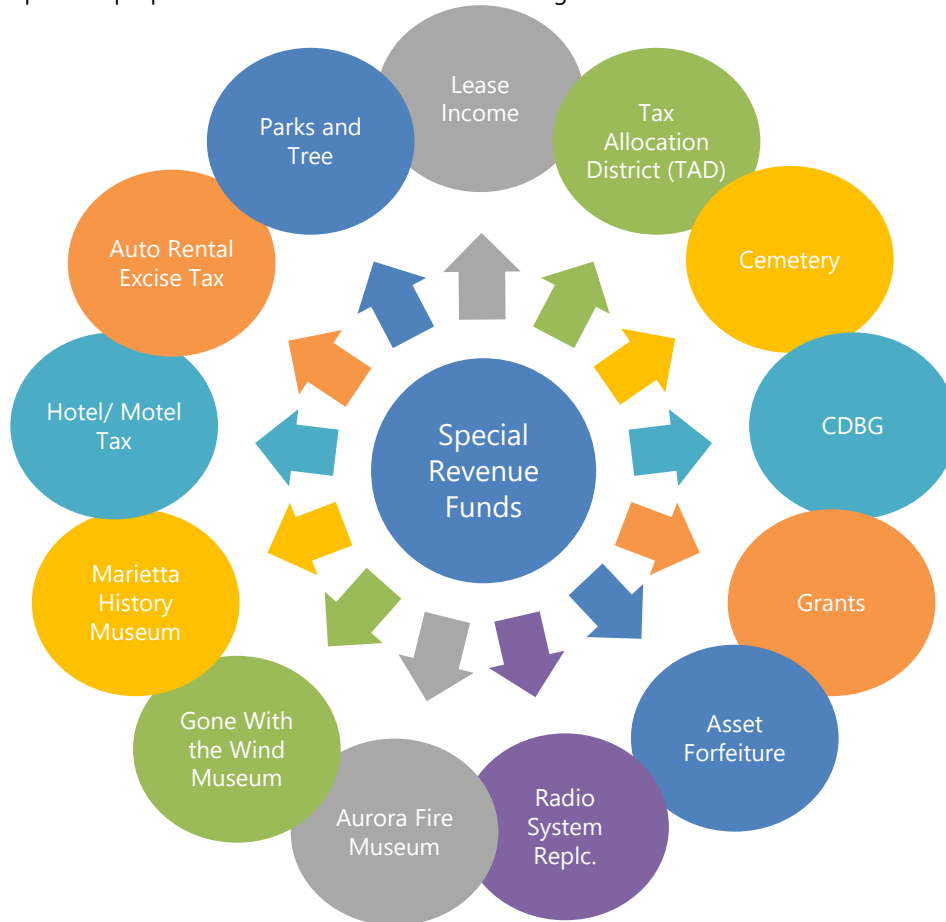 Lease
Income
Tax
Allocation
District (TAD)
Cemetery
CDBG
Grants
Asset
Forfeiture
Radio
System
Replc.
Aurora Fire
Museum
Gone With
the Wind
Museum
Marietta
History
Museum
Hotel/ Motel
Tax
Auto Rental
Excise Tax
Parks and
Tree
Special
Revenue
Funds